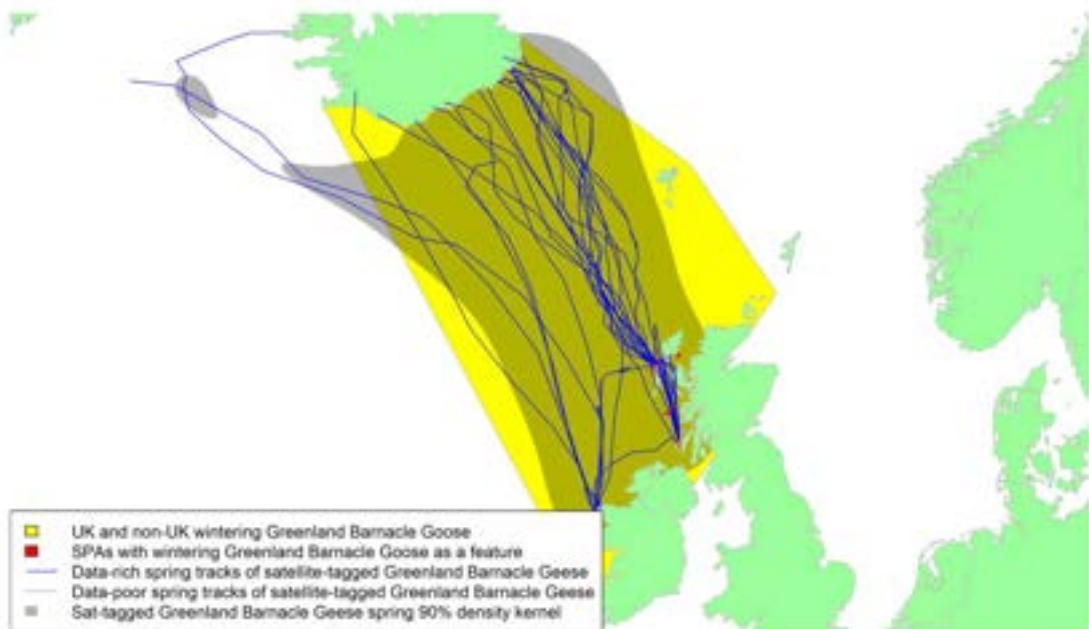 UK and non-UK wintering Greenland Barnacle Goose
SPAs with wintering Greenland Barnacle Goose as a feature
Data-rich spring tracks of satellite-tagged Greenland Barnacle Geese
Data-poor spring tracks of satellite-tagged Greenland Barnacle Geese
Sat-tagged Greenland Barnacle Geese spring 90% density kernel